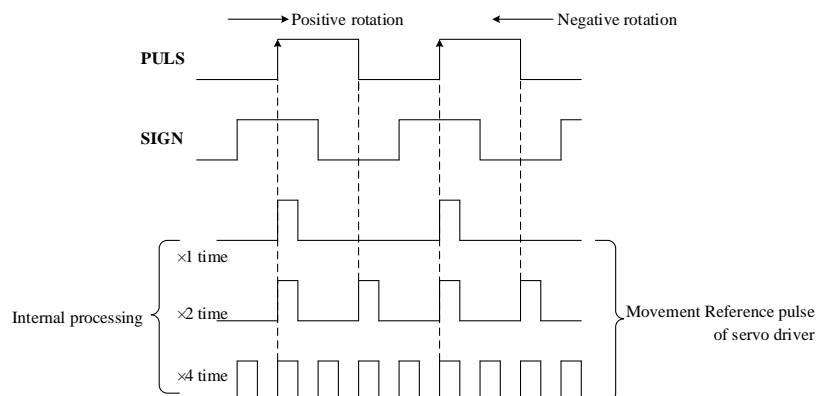 Positive rotation
Negative rotation
PULS
SIGN
×1 time
Internal processing
×2 time
Movement Reference pulse
of servo driver
×4 time